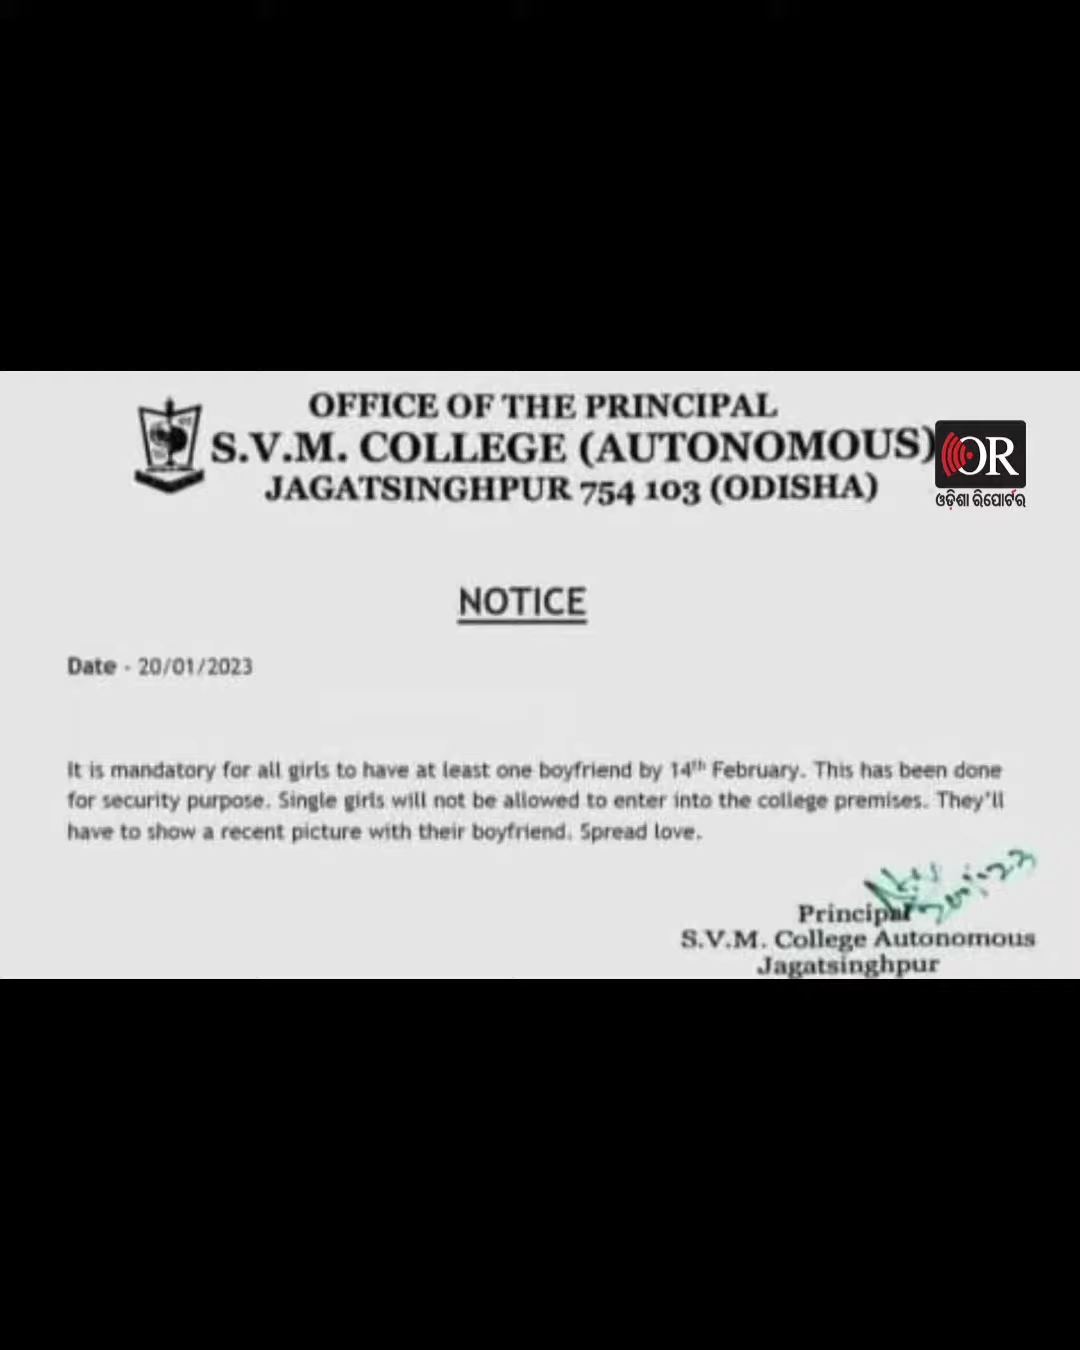 OFFICE OF THE PRINCIPAL
S.V.M. COLLEGE (AUTONOMOUS)
JAGATSINGHPUR 754 103 (ODISHA)
OR
ଓଡ଼ିଶା ରିପୋର୍ଟର
NOTICE
Date - 20/01/2023
It is mandatory for all girls to have at least one boyfriend by 14th February. This has been done
for security purpose. Single girls will not be allowed to enter into the college premises. They'll
have to show a recent picture with their boyfriend. Spread love.
Principal
S.V.M. College Autonomous
Jagatsinghpur